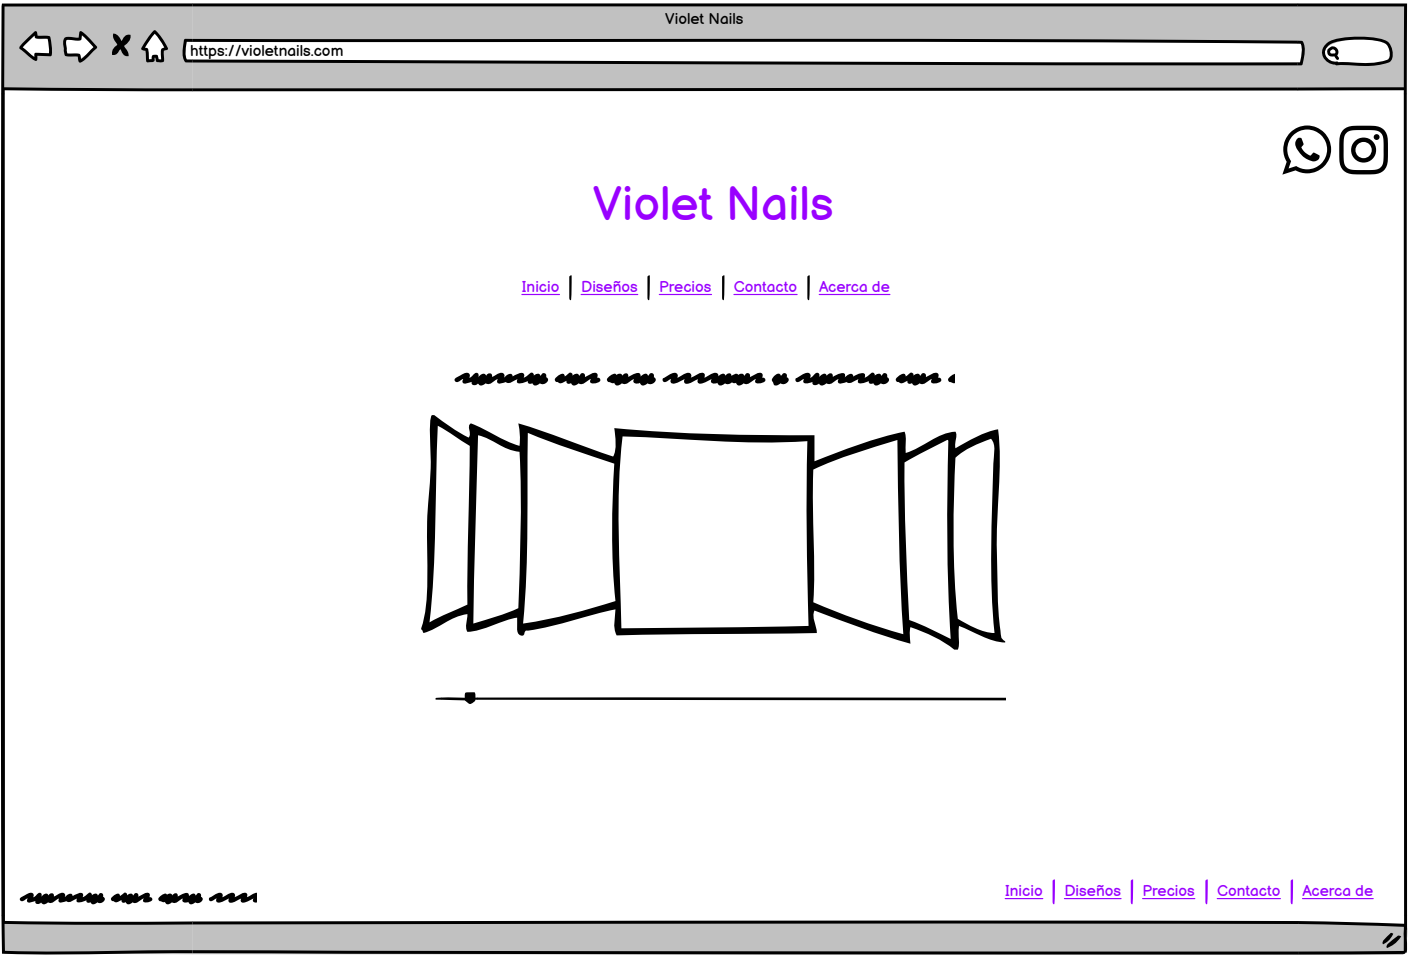 Violet Nails
https://violetnails.com
Violet Nails
Inicio | Diseños | Precios | Contacto | Acerca de
Inicio | Diseños | Precios | Contacto | Acerca de